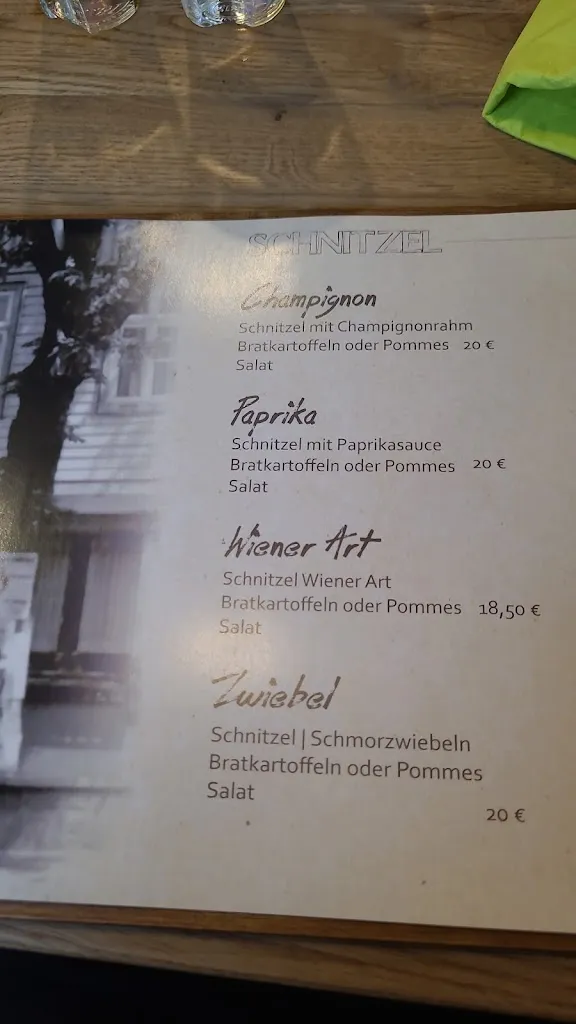 SCHNITZEL
Champignon
Schnitzel mit Champignonrahm
Bratkartoffeln oder Pommes 20 €
Salat
Paprika
Schnitzel mit Paprikasauce
Bratkartoffeln oder Pommes 20 €
Salat
Wiener Art
Schnitzel Wiener Art
Bratkartoffeln oder Pommes 18,50 €
Salat
Zwiebel
Schnitzel | Schmorzwiebeln
Bratkartoffeln oder Pommes
Salat
20 €